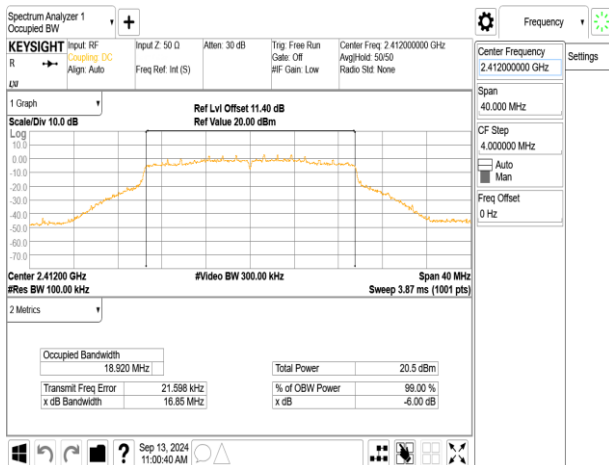 Spectrum Analyzer 1
Occupied BW
Frequency
KEYSIGHT
R
Input: RF
Coupling: DC
Align: Auto
Input Z: 50 Ω
Freq Ref: Int (S)
Atten: 30 dB
Trig: Free Run
Gate: Off
#IF Gain: Low
Center Freq: 2.412000000 GHz
Avg|Hold: 50/50
Radio Std: None
Center Frequency
2.412000000 GHz
Settings
Span
40.000 MHz
CF Step
4.000000 MHz
Auto
Man
Freq Offset
0 Hz
1 Graph
Scale/Div 10.0 dB
Ref Lvl Offset 11.40 dB
Ref Value 20.00 dBm
Log
10.0
0.00
-10.0
-20.0
-30.0
-40.0
-50.0
-60.0
-70.0
Center 2.41200 GHz
#Video BW 300.00 kHz
Span 40 MHz
#Res BW 100.00 kHz
Sweep 3.87 ms (1001 pts)
2 Metrics
Occupied Bandwidth
18.920 MHz
Total Power 20.5 dBm
Transmit Freq Error 21.598 kHz
% of OBW Power 99.00 %
x dB Bandwidth 16.85 MHz
x dB -6.00 dB
?
Sep 13, 2024
11:00:40 AM